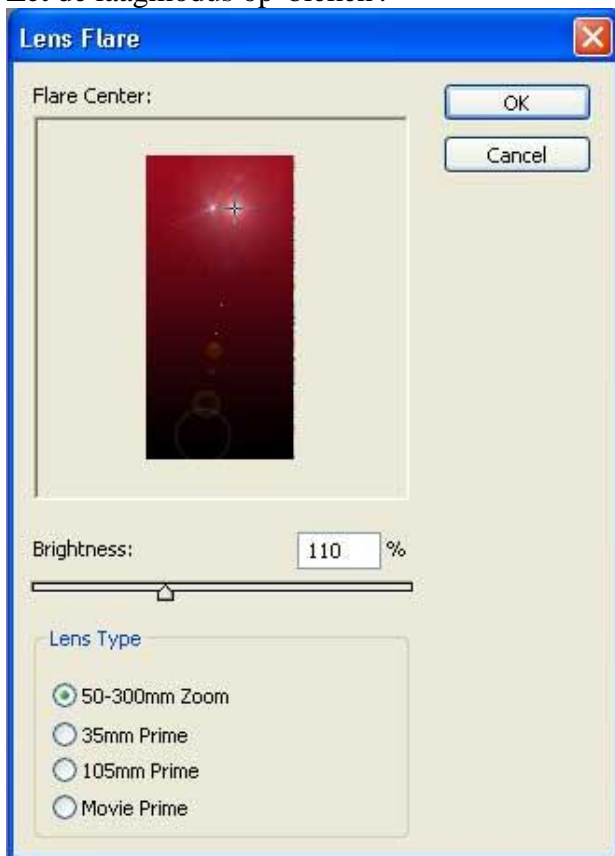 Lens Flare
Flare Center:
OK
Cancel
Brightness:
110 %
Lens Type
50-300mm Zoom
35mm Prime
105mm Prime
Movie Prime